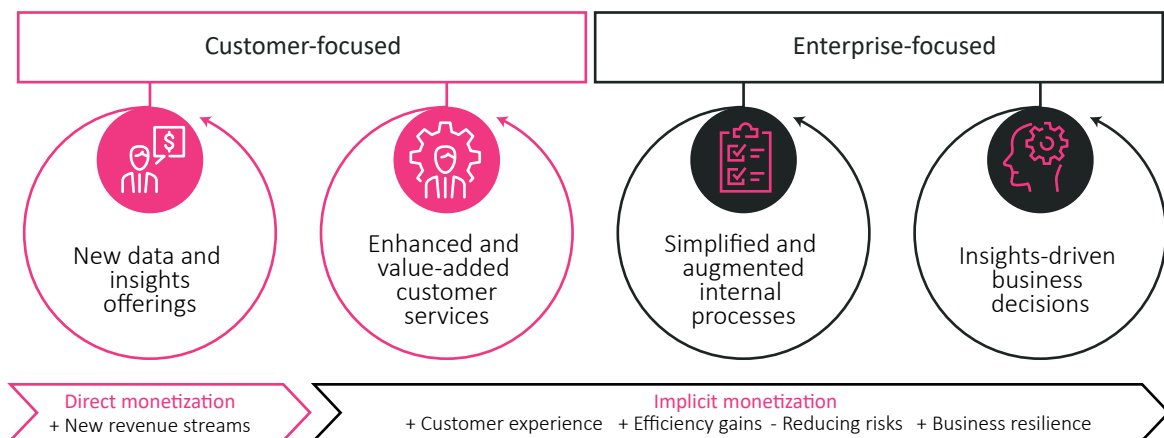 Customer-focused
Enterprise-focused
$
New data and
insights
offerings
Enhanced and
value-added
customer
services
Simplified and
augmented
internal
processes
Insights-driven
business
decisions
Direct monetization
+ New revenue streams
Implicit monetization
+ Customer experience + Efficiency gains - Reducing risks + Business resilience